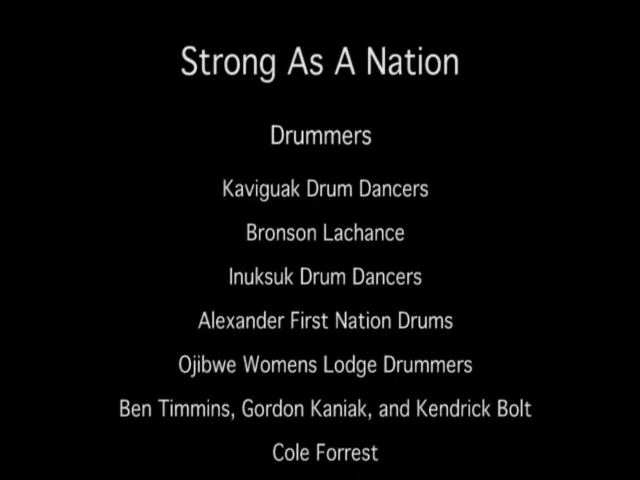 Strong As A Nation
Drummers
Kaviguak Drum Dancers
Bronson Lachance
Inuksuk Drum Dancers
Alexander First Nation Drums
Ojibwe Womens Lodge Drummers
Ben Timmins, Gordon Kaniak, and Kendrick Bolt
Cole Forrest